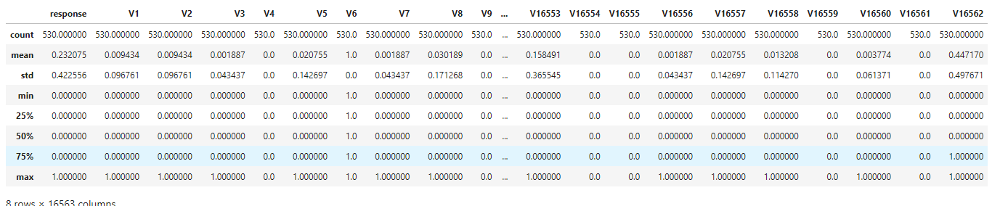 response V1 V2 V3 V4 V5 V6 V7 V8 V9 ... V16553 V16554 V16555 V16556 V16557 V16558 V16559 V16560 V16561 V16562
count 530.000000 530.000000 530.000000 530.000000 530.0 530.000000 530.0 530.000000 530.000000 530.0 ... 530.000000 530.0 530.0 530.000000 530.000000 530.000000 530.0 530.000000 530.0 530.000000
mean 0.232075 0.009434 0.009434 0.001887 0.0 0.020755 1.0 0.001887 0.030189 0.0 ... 0.158491 0.0 0.0 0.001887 0.020755 0.013208 0.0 0.003774 0.0 0.447170
std 0.422556 0.096761 0.096761 0.043437 0.0 0.142697 0.0 0.043437 0.171268 0.0 ... 0.365545 0.0 0.0 0.043437 0.142697 0.114270 0.0 0.061371 0.0 0.497671
min 0.000000 0.000000 0.000000 0.000000 0.0 0.000000 1.0 0.000000 0.000000 0.0 ... 0.000000 0.0 0.0 0.000000 0.000000 0.000000 0.0 0.000000 0.0 0.000000
25% 0.000000 0.000000 0.000000 0.000000 0.0 0.000000 1.0 0.000000 0.000000 0.0 ... 0.000000 0.0 0.0 0.000000 0.000000 0.000000 0.0 0.000000 0.0 0.000000
50% 0.000000 0.000000 0.000000 0.000000 0.0 0.000000 1.0 0.000000 0.000000 0.0 ... 0.000000 0.0 0.0 0.000000 0.000000 0.000000 0.0 0.000000 0.0 0.000000
75% 0.000000 0.000000 0.000000 0.000000 0.0 0.000000 1.0 0.000000 0.000000 0.0 ... 0.000000 0.0 0.0 0.000000 0.000000 0.000000 0.0 0.000000 0.0 1.000000
max 1.000000 1.000000 1.000000 1.000000 0.0 1.000000 1.0 1.000000 1.000000 0.0 ... 1.000000 0.0 0.0 1.000000 1.000000 1.000000 0.0 1.000000 0.0 1.000000
8 rows × 16563 columns